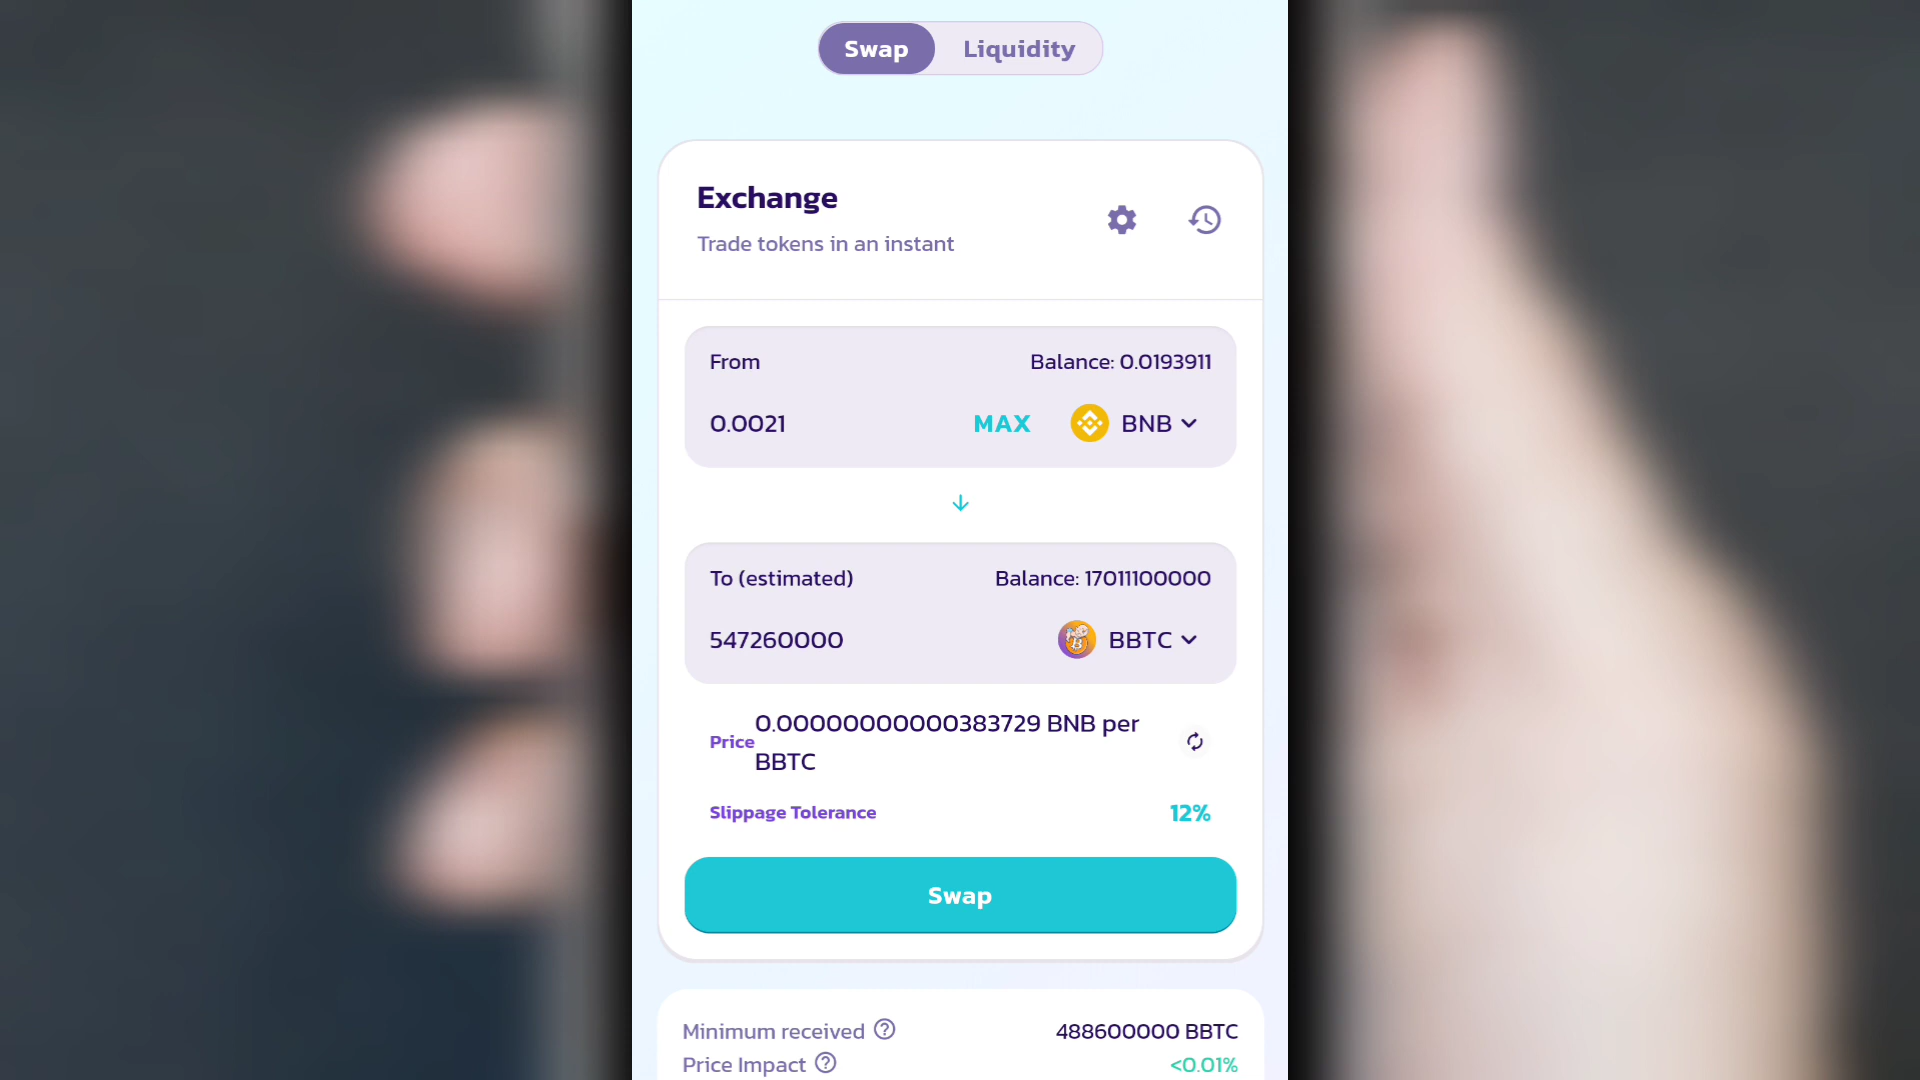 Swap Liquidity
Exchange
Trade tokens in an instant
From Balance: 0.0193911
0.0021 MAX BNB
To (estimated) Balance: 17011100000
547260000 BBTC
Price 0.00000000000383729 BNB per
BBTC
Slippage Tolerance 12%
Swap
Minimum received 488600000 BBTC
Price Impact <0.01%